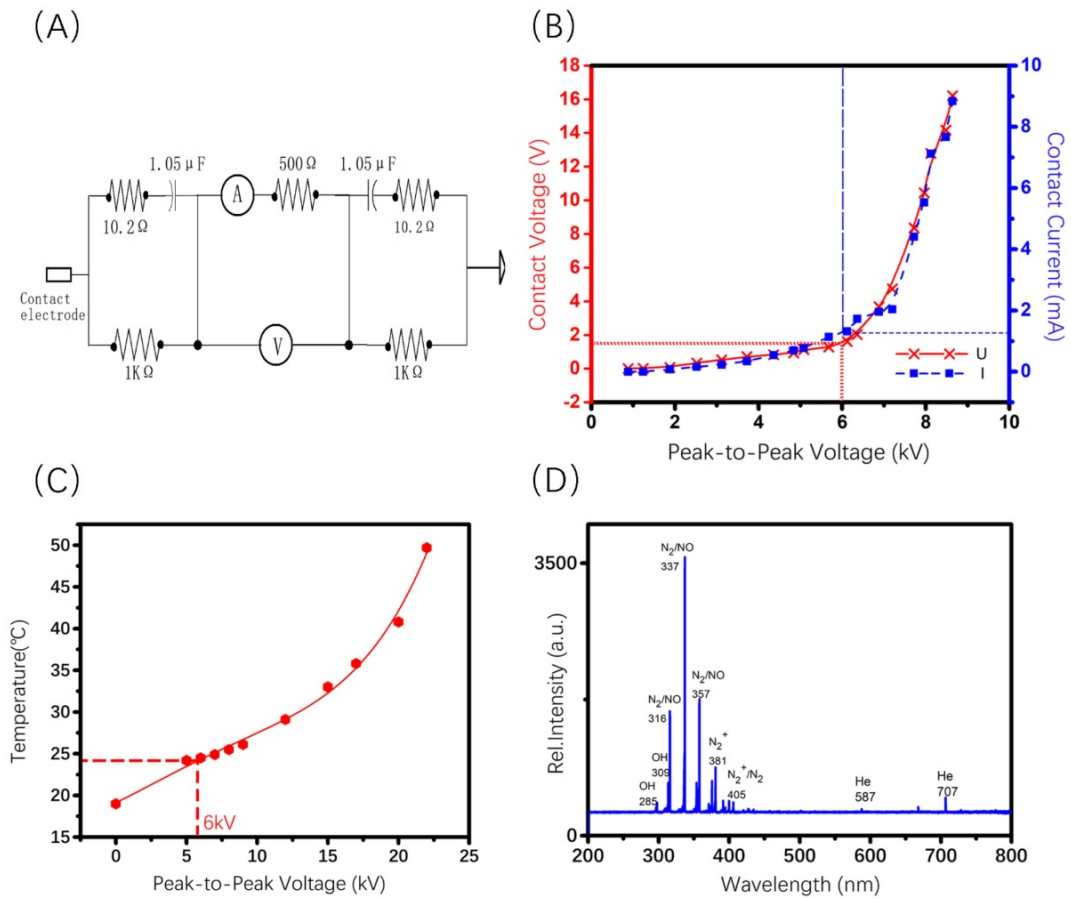 (A)
1.05μF
500Ω
1.05μF
A
10.2Ω
10.2Ω
Contact
electrode
V
1KΩ
1KΩ
(B)
Contact Voltage (V)
18
16
14
12
10
8
6
4
2
0
-2
0
2
4
6
8
10
Peak-to-Peak Voltage (kV)
10
8
6
4
2
0
Contact Current (mA)
U
I
(C)
Temperature(℃)
50
45
40
35
30
25
20
15
6kV
0
5
10
15
20
25
Peak-to-Peak Voltage (kV)
(D)
Rel.Intensity (a.u.)
3500
0
N2/NO
337
N2/NO
357
N2/NO
316
N2+
381
OH
309
N2+/N2
405
OH
285
He
587
He
707
200
300
400
500
600
700
800
Wavelength (nm)